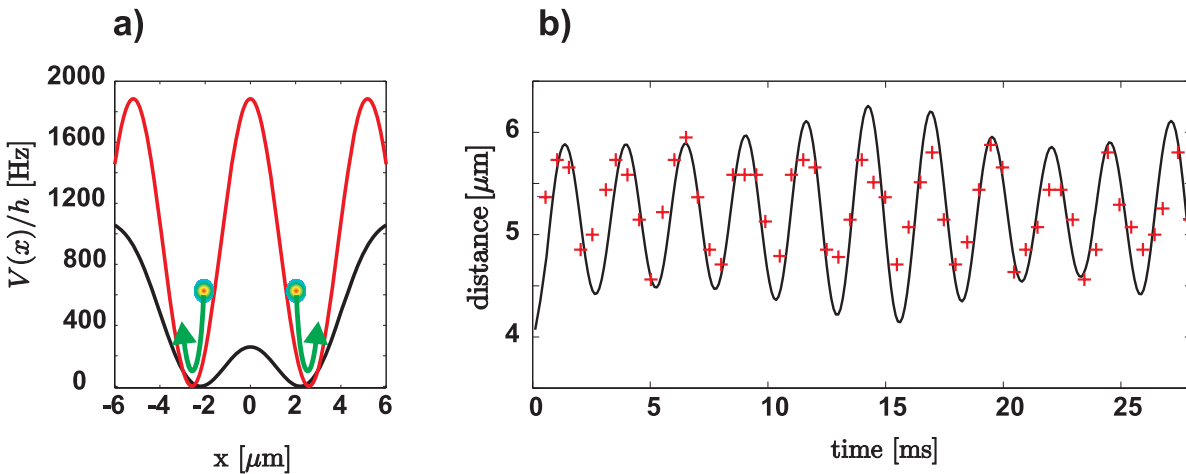 a)
V(x)/h [Hz]
2000
1600
1200
800
400
0
-6 -4 -2 0 2 4 6
x [μm]
b)
distance [μm]
6
5
4
0 5 10 15 20 25
time [ms]